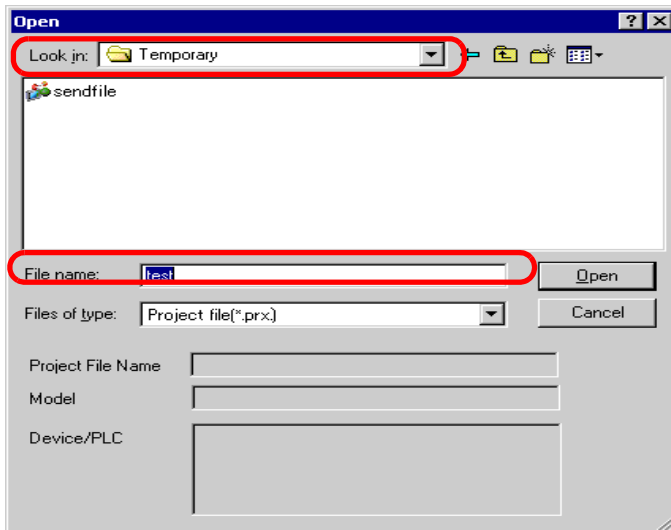 Open
Look in: Temporary
sendfile
File name: test Open
Files of type: Project file(*.prx.) Cancel
Project File Name
Model
Device/PLC